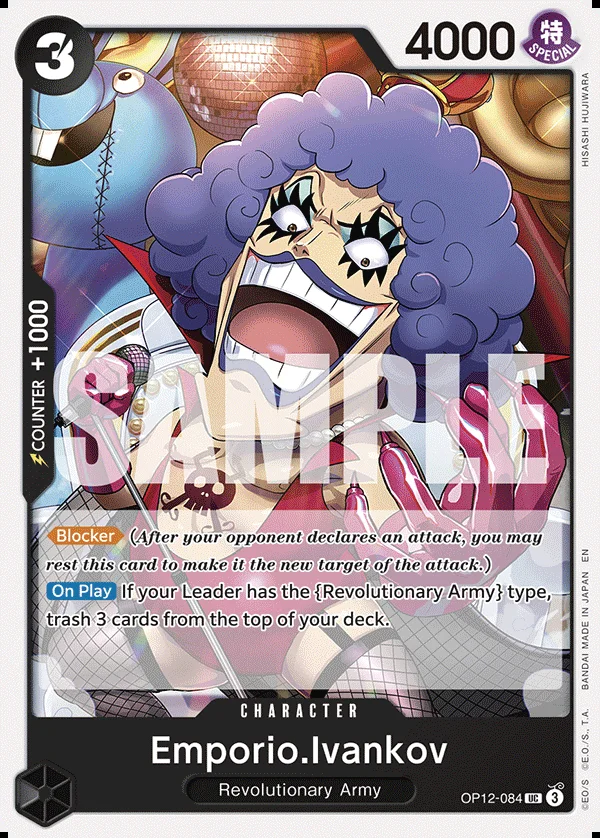 3
4000
特
SPECIAL
HISASHI HUJIWARA
COUNTER +1000
SAMPLE
Blocker (After your opponent declares an attack, you may
rest this card to make it the new target of the attack.)
On Play If your Leader has the {Revolutionary Army} type,
trash 3 cards from the top of your deck.
CHARACTER
Emporio.Ivankov
Revolutionary Army
OP12-084 UC 3
©EO/S ©E.O./S., T.A. BANDAI MADE IN JAPAN EN